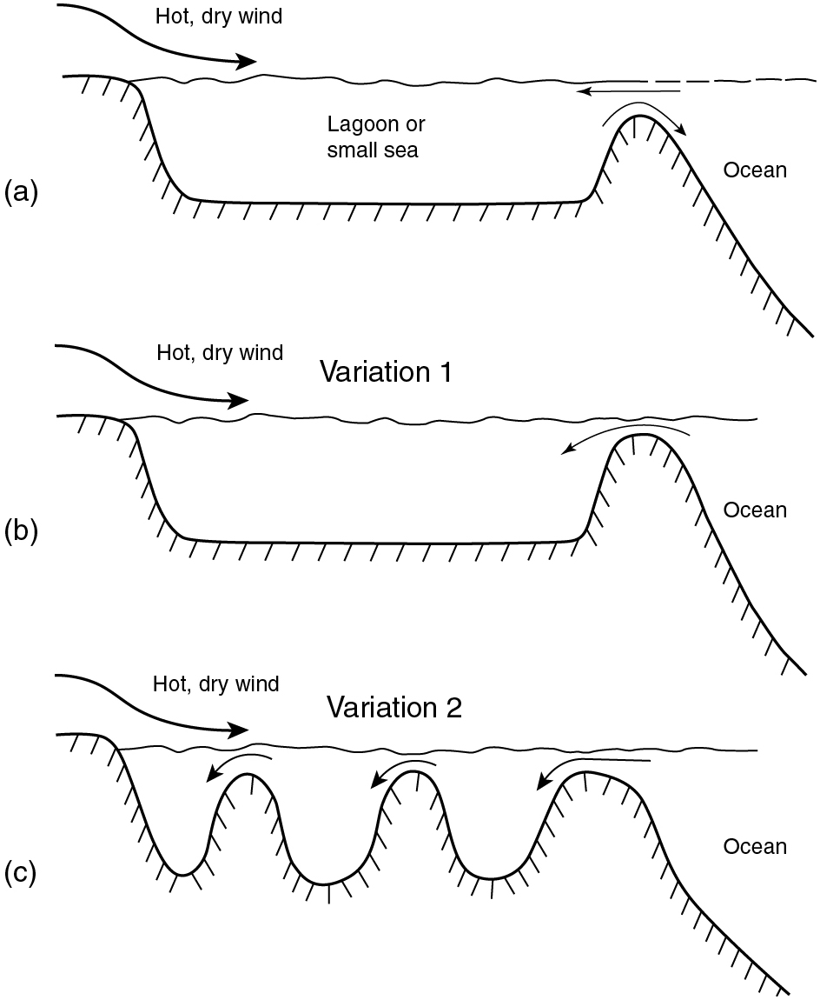 Hot, dry wind
Lagoon or
small sea
Ocean
(a)
Hot, dry wind
Variation 1
Ocean
(b)
Hot, dry wind
Variation 2
Ocean
(c)